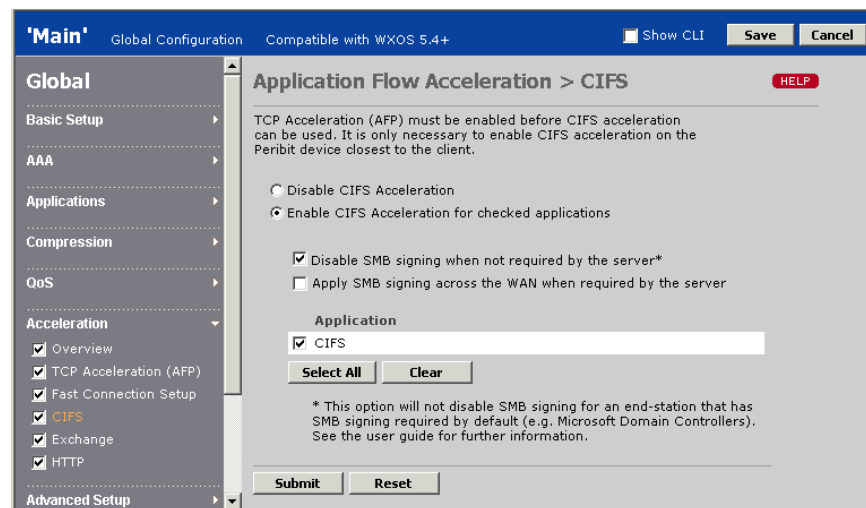 'Main' Global Configuration Compatible with WXOS 5.4+ Show CLI Save Cancel
Global
Basic Setup
AAA
Applications
Compression
QoS
Acceleration
Overview
TCP Acceleration (AFP)
Fast Connection Setup
CIFS
Exchange
HTTP
Advanced Setup
Application Flow Acceleration > CIFS HELP
TCP Acceleration (AFP) must be enabled before CIFS acceleration
can be used. It is only necessary to enable CIFS acceleration on the
Peribit device closest to the client.
Disable CIFS Acceleration
Enable CIFS Acceleration for checked applications
Disable SMB signing when not required by the server*
Apply SMB signing across the WAN when required by the server
Application
CIFS
Select All Clear
* This option will not disable SMB signing for an end-station that has
SMB signing required by default (e.g. Microsoft Domain Controllers).
See the user guide for further information.
Submit Reset